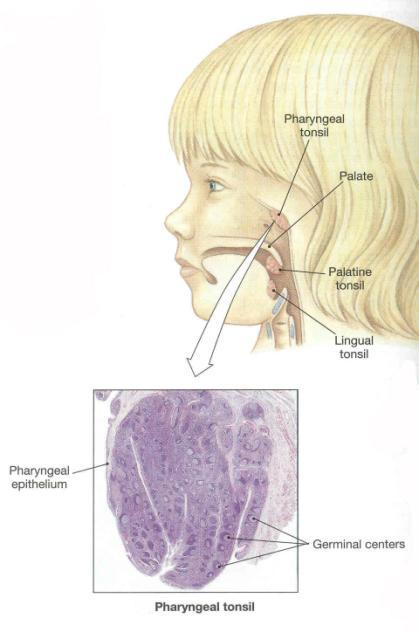 Pharyngeal
tonsil
Palate
Palatine
tonsil
Lingual
tonsil
Pharyngeal
epithelium
Germinal centers
Pharyngeal tonsil